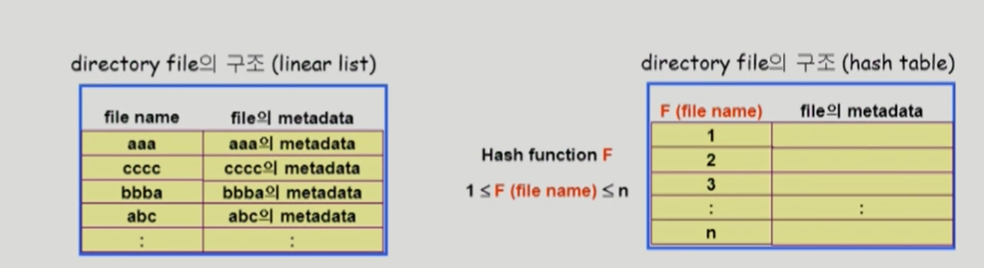 directory file의 구조 (linear list)
file name file의 metadata
aaa aaa의 metadata
cccc cccc의 metadata
bbba bbba의 metadata
abc abc의 metadata
: :
Hash function F
1 ≤ F (file name) ≤ n
directory file의 구조 (hash table)
F (file name) file의 metadata
1
2
3
: :
n